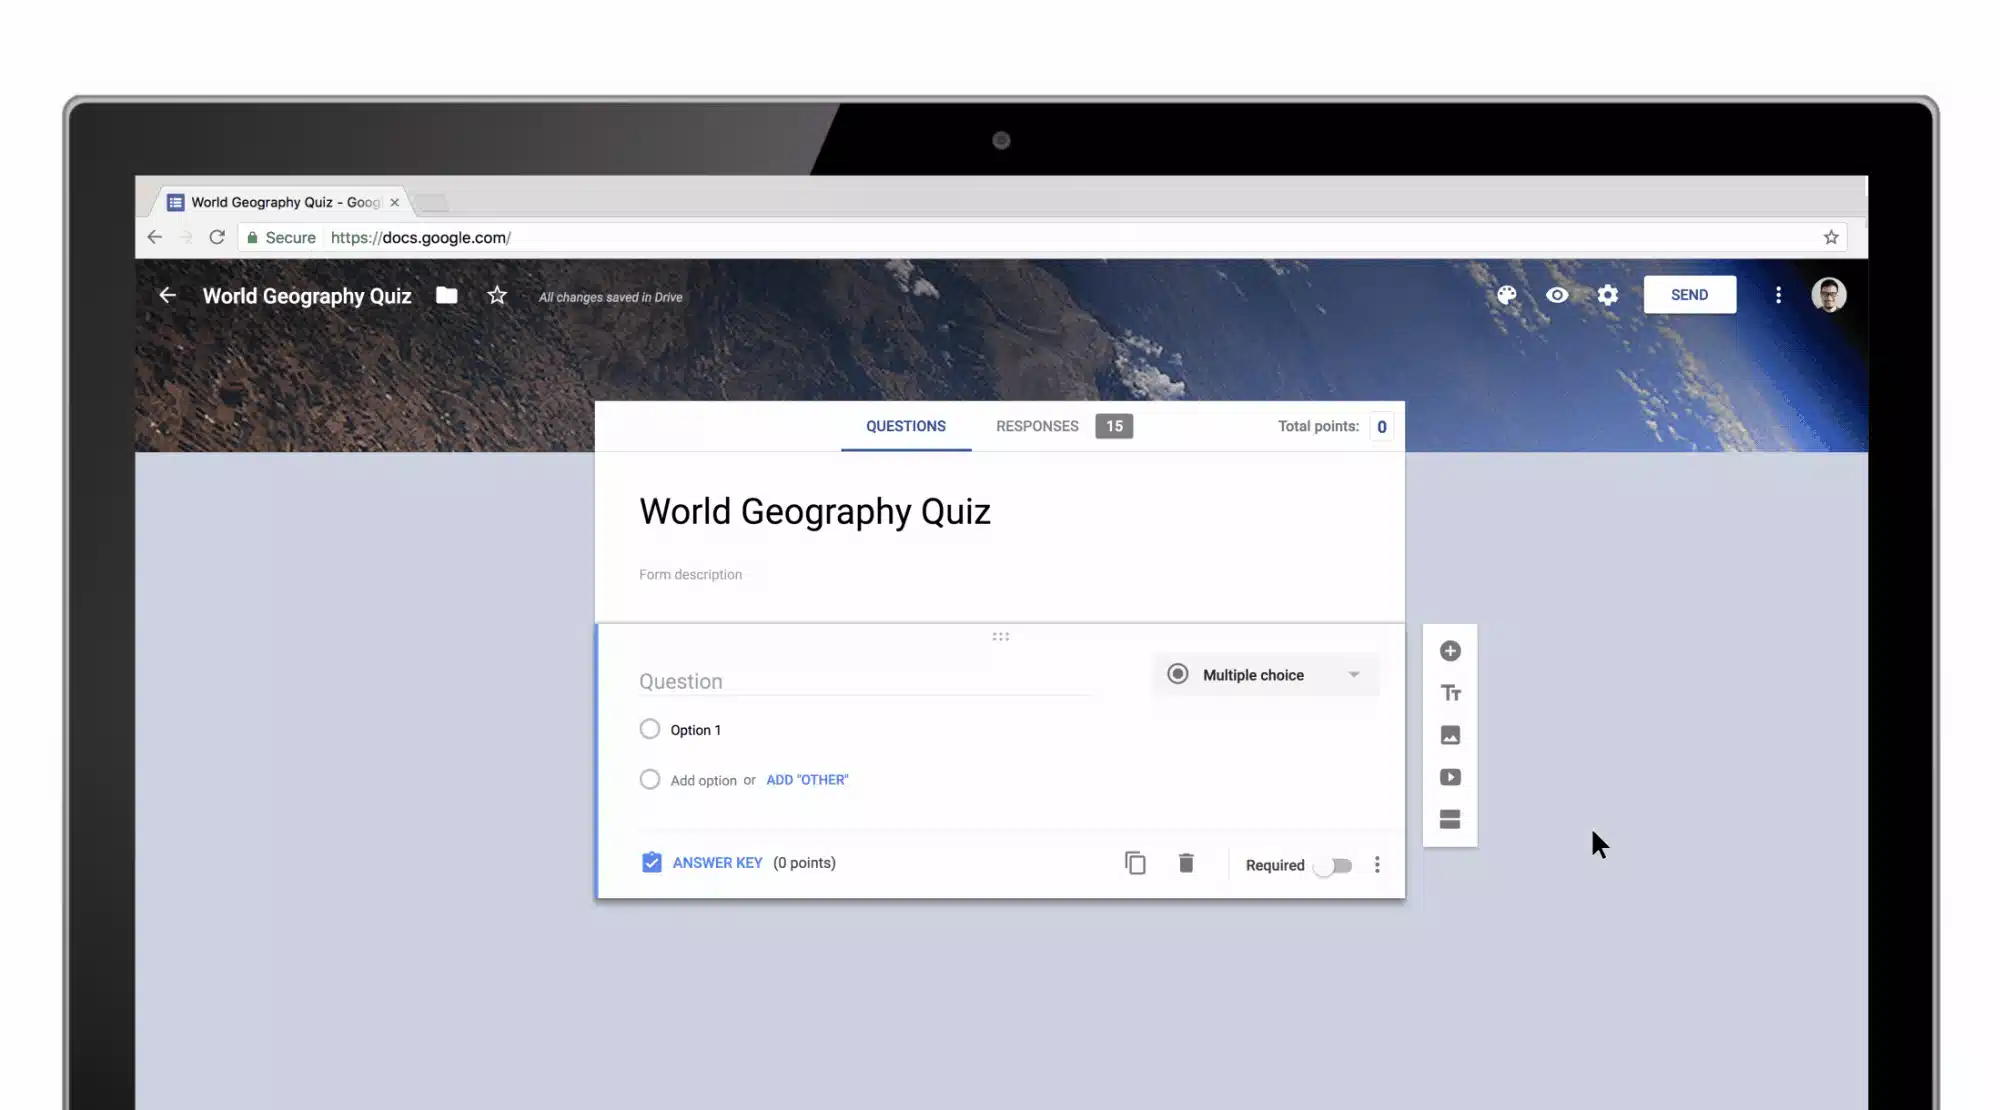 World Geography Quiz - Goog
Secure https://docs.google.com/
World Geography Quiz All changes saved in Drive SEND
QUESTIONS RESPONSES 15 Total points: 0
World Geography Quiz
Form description
Question Multiple choice
Option 1
Add option or ADD "OTHER"
ANSWER KEY (0 points) Required